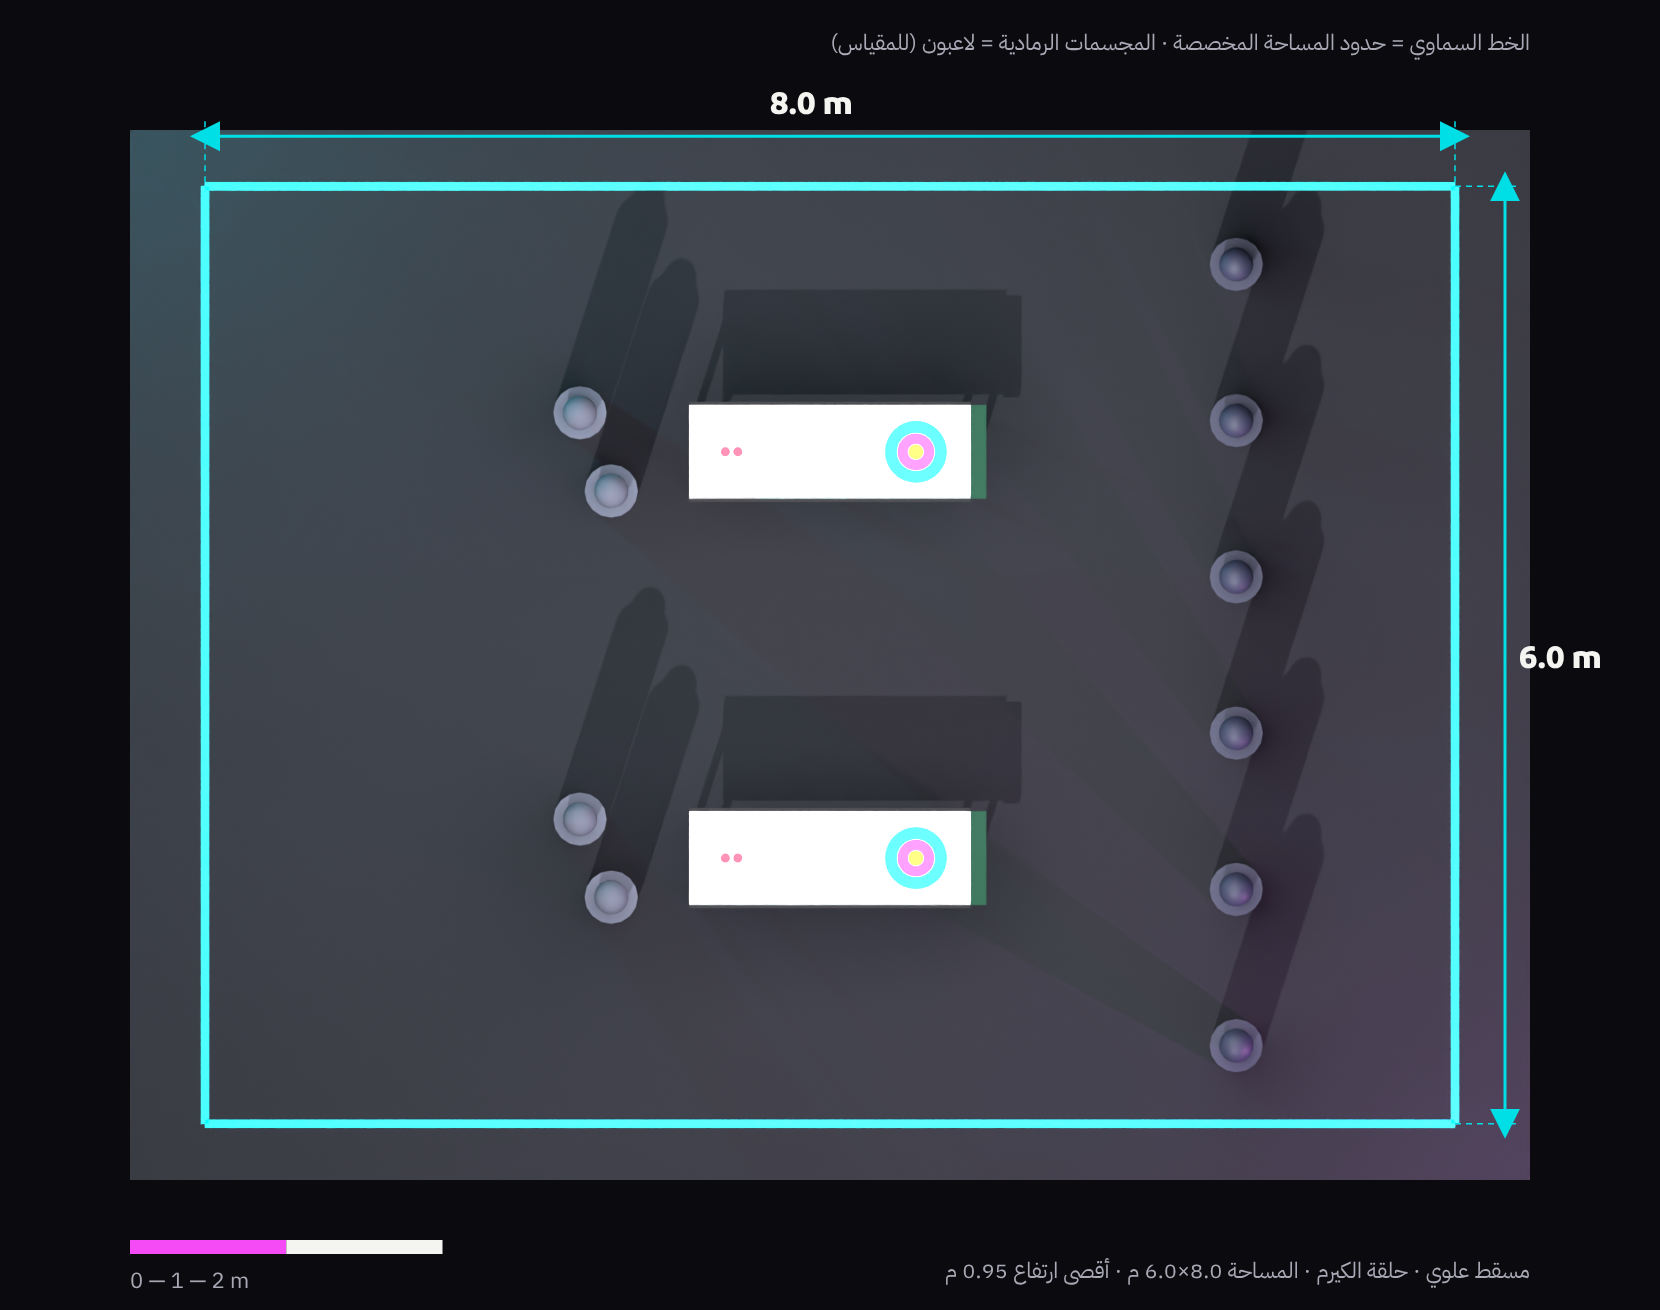 الخط السماوي = حدود المساحة المخصصة · المجسمات الرمادية = لاعبون (للمقياس)
8.0 m
6.0 m
0 — 1 — 2 m
مسقط علوي · حلقة الكيرم · المساحة 8.0×6.0 م · أقصى ارتفاع 0.95 م